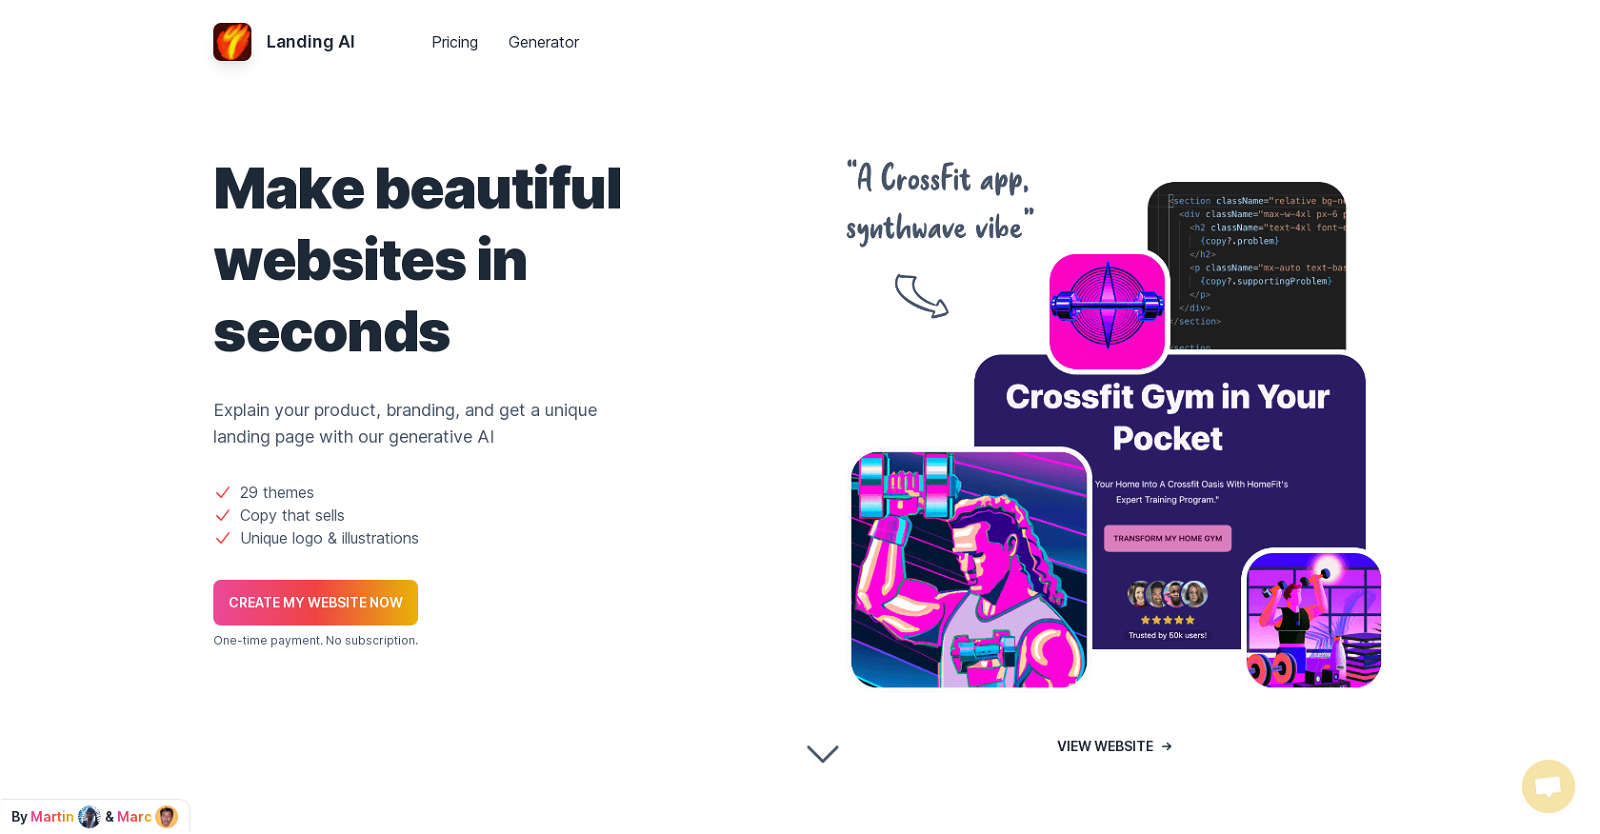 Landing AI
Pricing
Generator
Make beautiful
websites in
seconds
Explain your product, branding, and get a unique
landing page with our generative AI
29 themes
Copy that sells
Unique logo & illustrations
CREATE MY WEBSITE NOW
One-time payment. No subscription.
"A CrossFit app,
synthwave vibe"
<section className="relative bg-ne
<div className="max-w-4xl px-6 p
<h2 className="text-4xl font-e
{copy?.problem}
</h2>
<p className="mx-auto text-bas
{copy?.supportingProblem}
</p>
</div>
</section>
<section
Crossfit Gym in Your
Pocket
Your Home Into A Crossfit Oasis With HomeFit's
Expert Training Program."
TRANSFORM MY HOME GYM
Trusted by 50k users!
VIEW WEBSITE →
By Martin & Marc